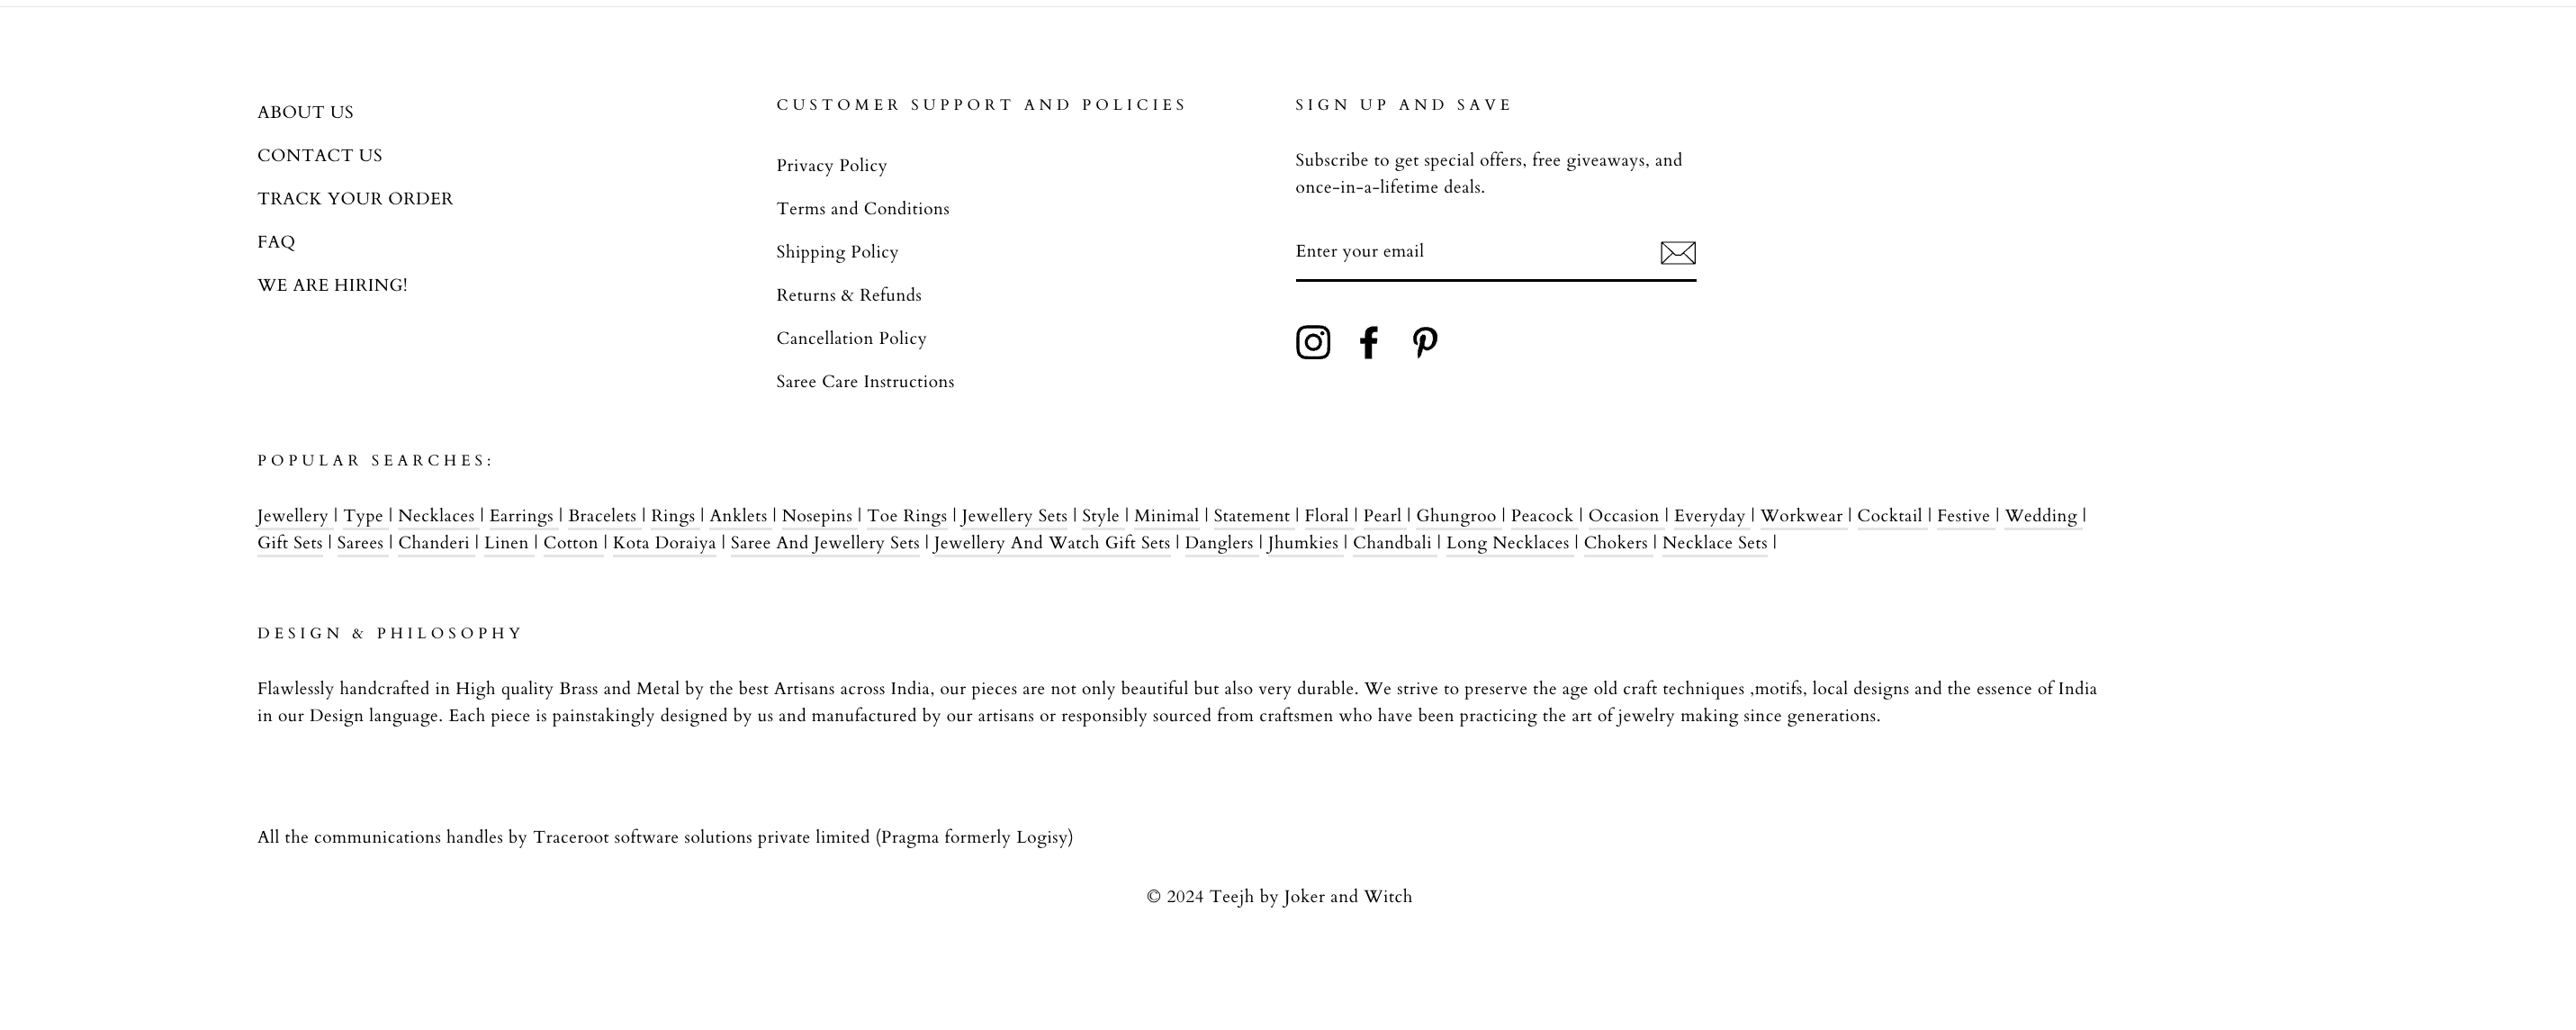 ABOUT US
CONTACT US
TRACK YOUR ORDER
FAQ
WE ARE HIRING!
CUSTOMER SUPPORT AND POLICIES
Privacy Policy
Terms and Conditions
Shipping Policy
Returns & Refunds
Cancellation Policy
Saree Care Instructions
SIGN UP AND SAVE
Subscribe to get special offers, free giveaways, and
once-in-a-lifetime deals.
Enter your email
POPULAR SEARCHES:
Jewellery | Type | Necklaces | Earrings | Bracelets | Rings | Anklets | Nosepins | Toe Rings | Jewellery Sets | Style | Minimal | Statement | Floral | Pearl | Ghungroo | Peacock | Occasion | Everyday | Workwear | Cocktail | Festive | Wedding |
Gift Sets | Sarees | Chanderi | Linen | Cotton | Kota Doraiya | Saree And Jewellery Sets | Jewellery And Watch Gift Sets | Danglers | Jhumkies | Chandbali | Long Necklaces | Chokers | Necklace Sets |
DESIGN & PHILOSOPHY
Flawlessly handcrafted in High quality Brass and Metal by the best Artisans across India, our pieces are not only beautiful but also very durable. We strive to preserve the age old craft techniques ,motifs, local designs and the essence of India
in our Design language. Each piece is painstakingly designed by us and manufactured by our artisans or responsibly sourced from craftsmen who have been practicing the art of jewelry making since generations.
All the communications handles by Traceroot software solutions private limited (Pragma formerly Logisy)
© 2024 Teejh by Joker and Witch